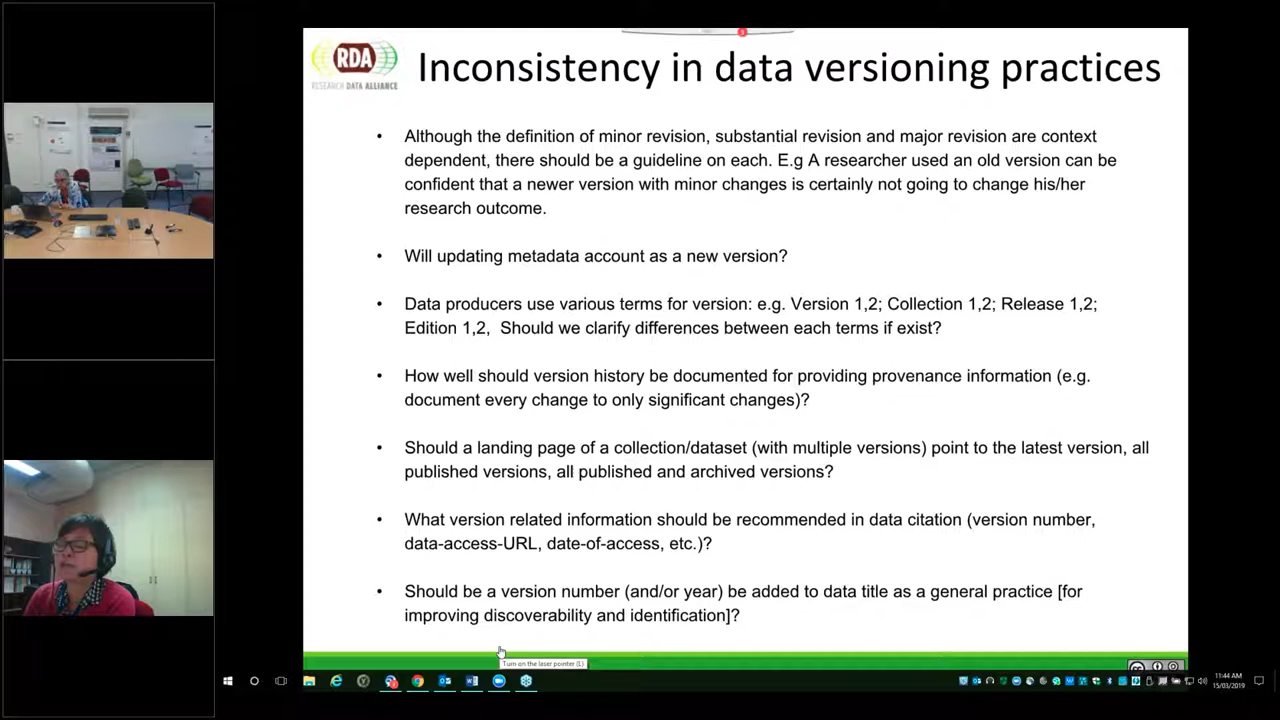 RDA
RESEARCH DATA ALLIANCE
Inconsistency in data versioning practices
• Although the definition of minor revision, substantial revision and major revision are context
dependent, there should be a guideline on each. E.g A researcher used an old version can be
confident that a newer version with minor changes is certainly not going to change his/her
research outcome.
• Will updating metadata account as a new version?
• Data producers use various terms for version: e.g. Version 1,2; Collection 1,2; Release 1,2;
Edition 1,2, Should we clarify differences between each terms if exist?
• How well should version history be documented for providing provenance information (e.g.
document every change to only significant changes)?
• Should a landing page of a collection/dataset (with multiple versions) point to the latest version, all
published versions, all published and archived versions?
• What version related information should be recommended in data citation (version number,
data-access-URL, date-of-access, etc.)?
• Should be a version number (and/or year) be added to data title as a general practice [for
improving discoverability and identification]?
Turn on the laser pointer (L)
11:44 AM
15/03/2019